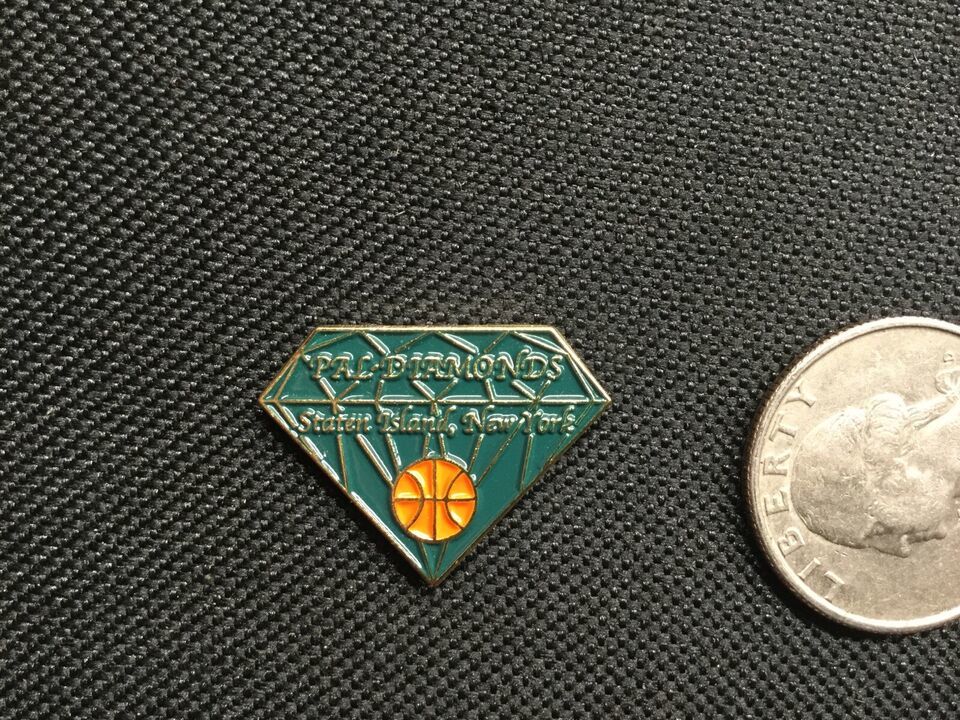 PAL-DIAMONDS
Staten Island, New York
LIBERTY